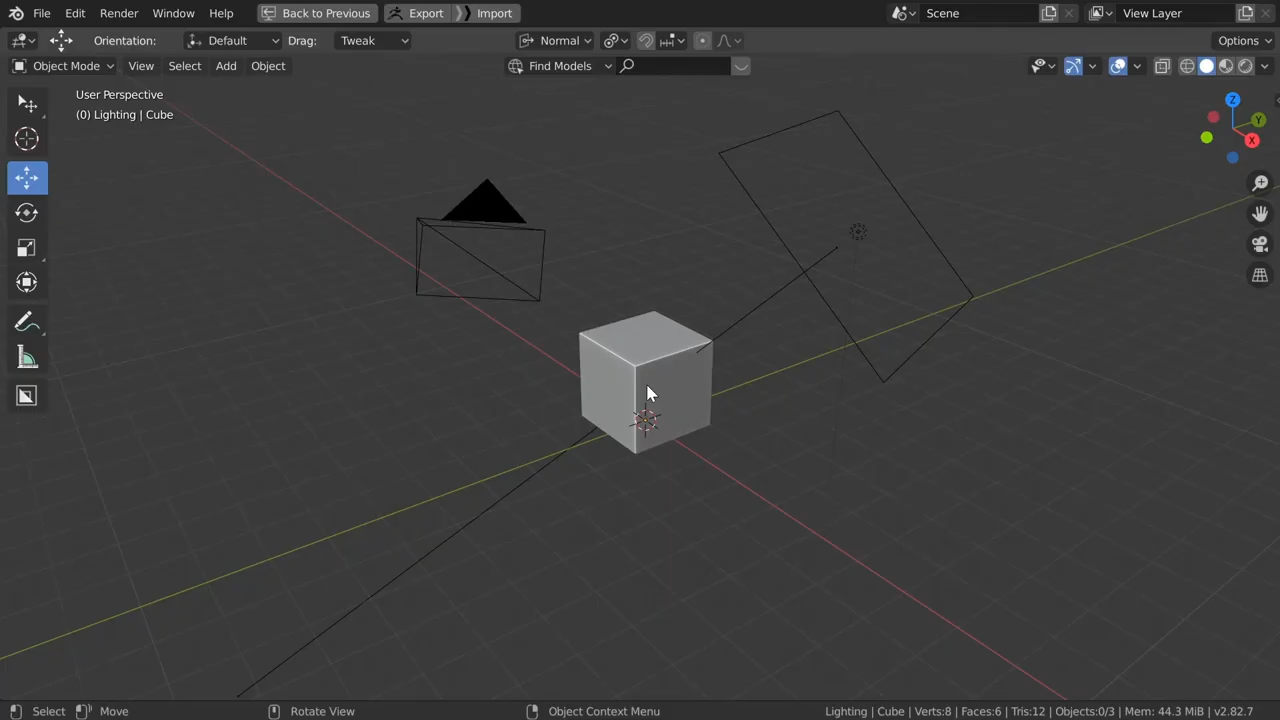 File Edit Render Window Help Back to Previous Export Import Scene View Layer
Orientation: Default Drag: Tweak Normal Options
Object Mode View Select Add Object Find Models
User Perspective
(0) Lighting | Cube
Z
Y
X
Select Move Rotate View Object Context Menu Lighting | Cube | Verts:8 | Faces:6 | Tris:12 | Objects:0/3 | Mem: 44.3 MiB | v2.82.7